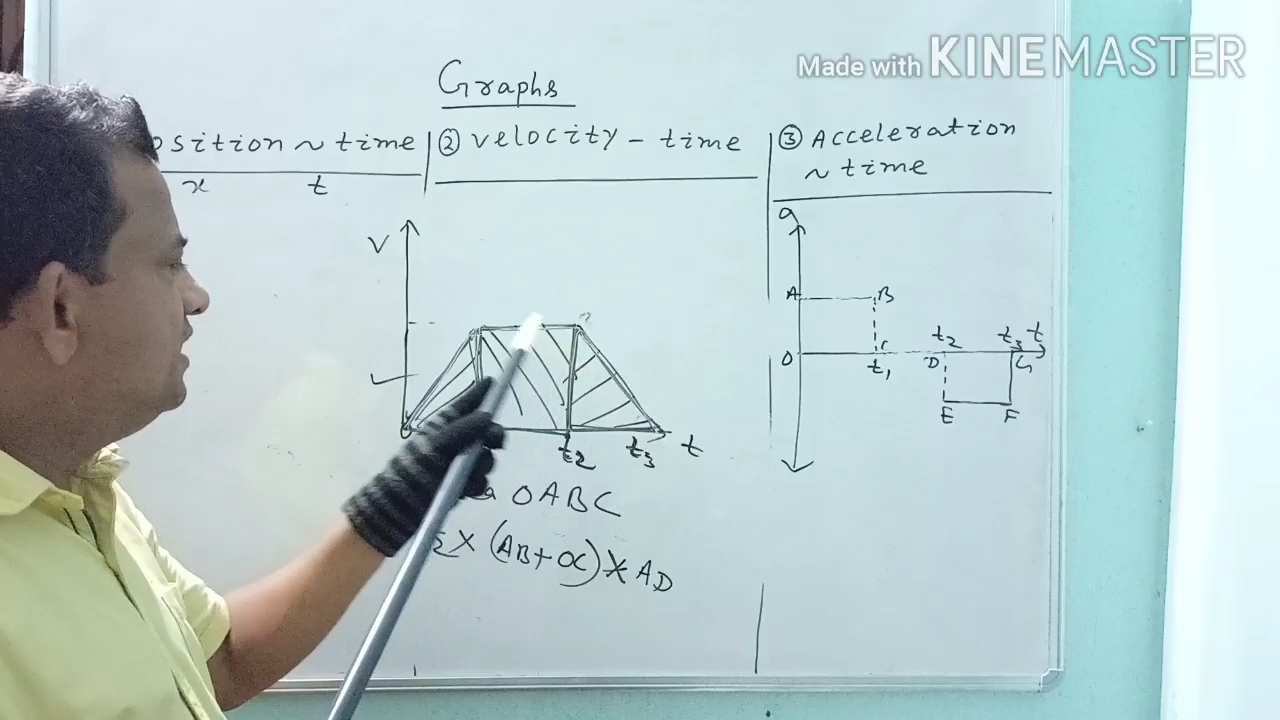 Made with KINEMASTER
Graphs
osition ~ time
x t
② velocity - time
③ Acceleration
~ time
V
t2 t3 t
a OABC
x (AB + OC) x AD
a
A B
O t1 t2 D t3 G t
E F